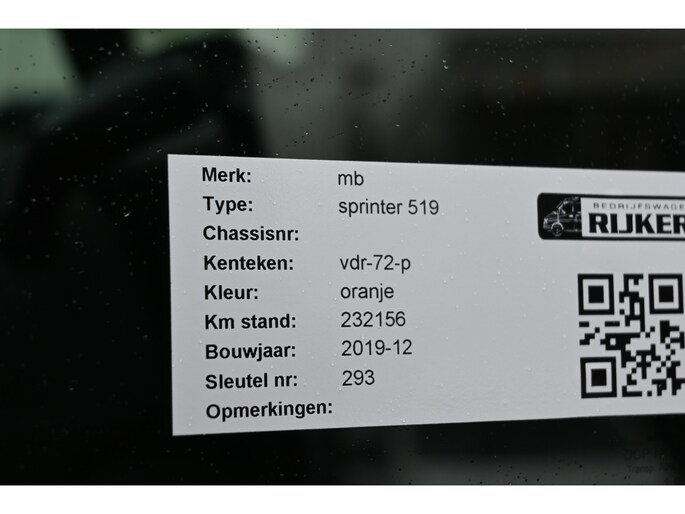 Merk: mb
Type: sprinter 519
Chassisnr:
Kenteken: vdr-72-p
Kleur: oranje
Km stand: 232156
Bouwjaar: 2019-12
Sleutel nr: 293
Opmerkingen:
BEDRIJFSWAGE
RIJKER